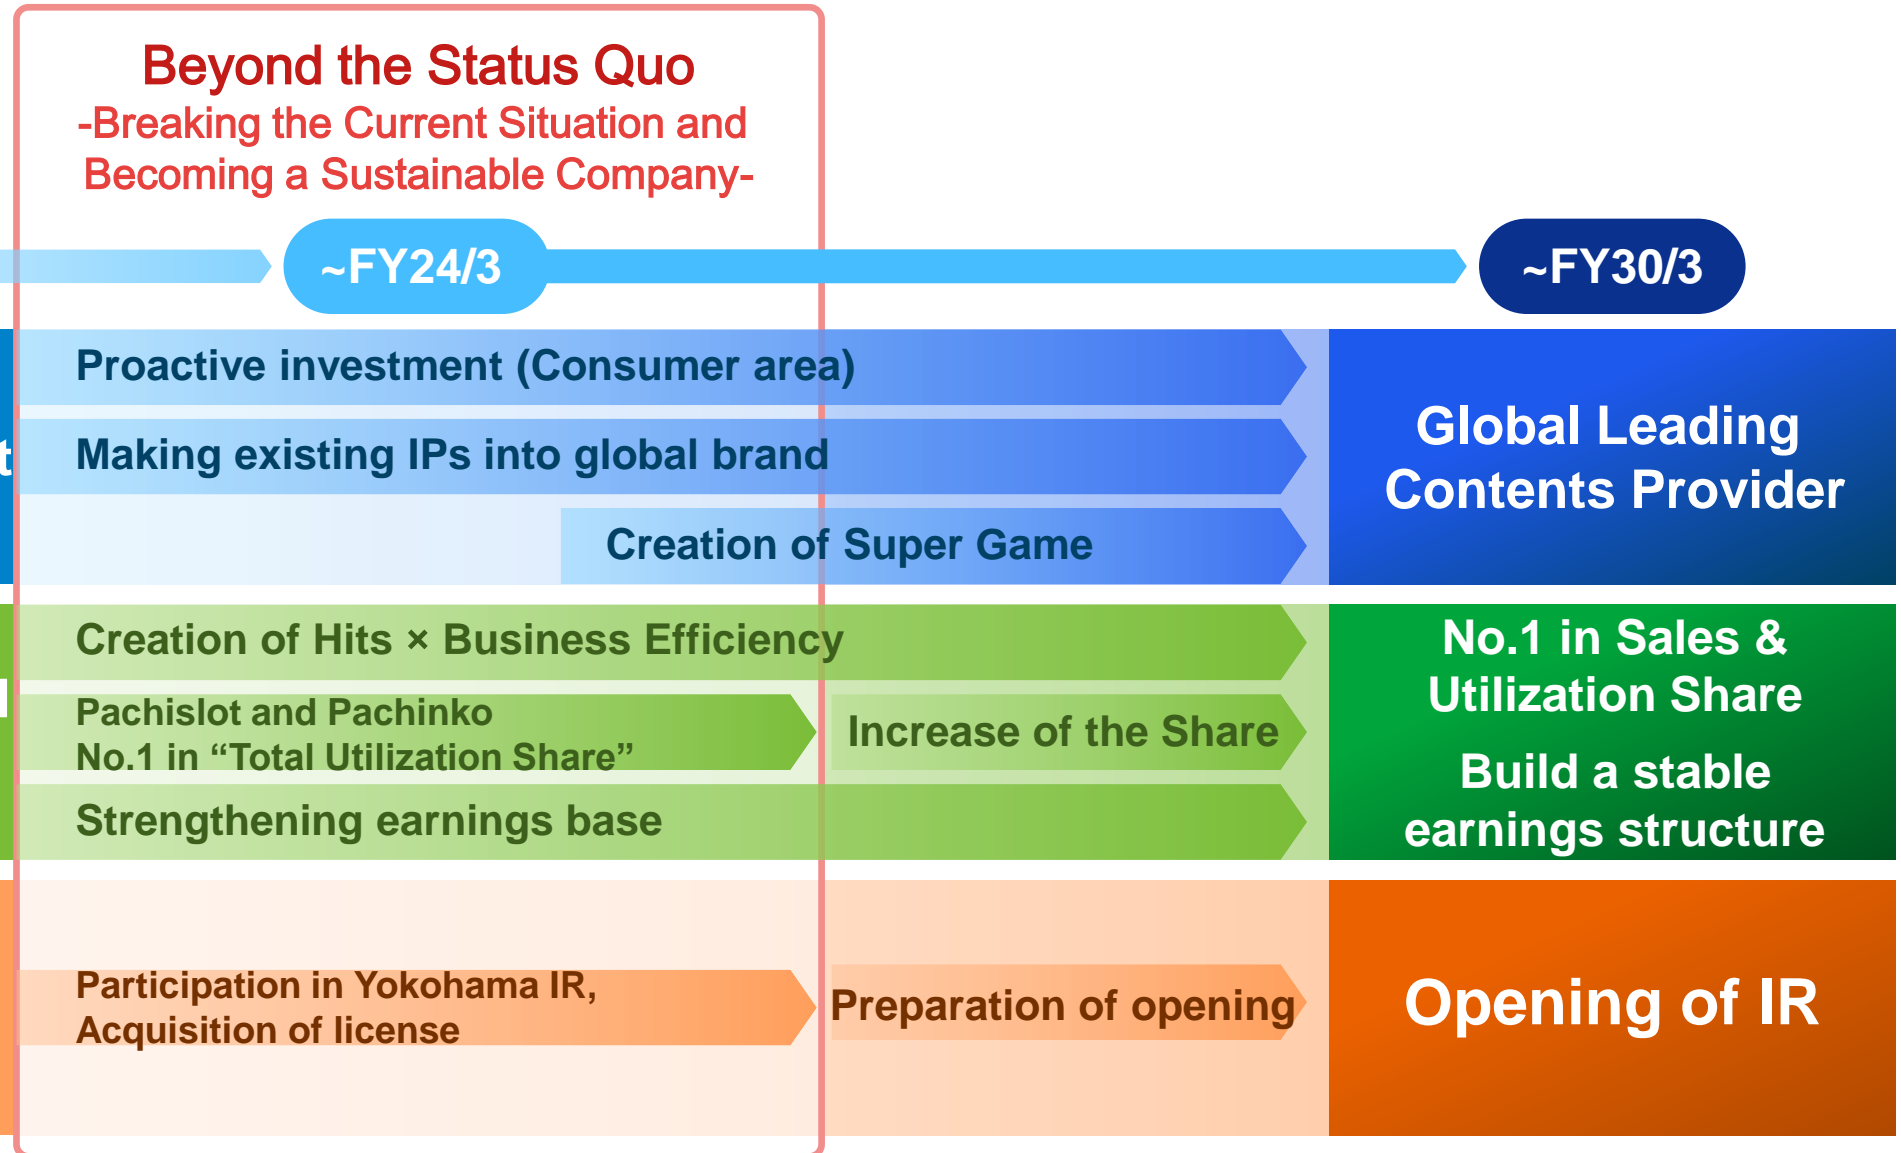 Beyond the Status Quo
-Breaking the Current Situation and
Becoming a Sustainable Company-
~FY24/3
~FY30/3
Proactive investment (Consumer area)
Making existing IPs into global brand
Creation of Super Game
Global Leading
Contents Provider
Creation of Hits × Business Efficiency
Pachislot and Pachinko
No.1 in “Total Utilization Share”
Increase of the Share
Strengthening earnings base
No.1 in Sales &
Utilization Share
Build a stable
earnings structure
Participation in Yokohama IR,
Acquisition of license
Preparation of opening
Opening of IR